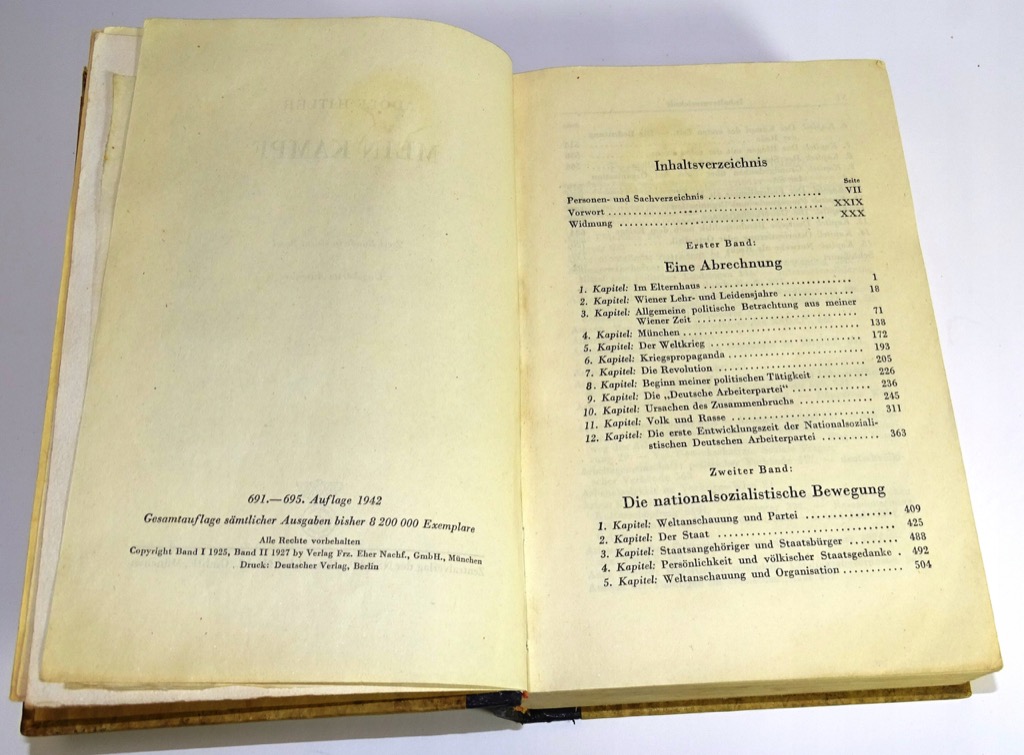 691.—695. Auflage 1942
Gesamtauflage sämtlicher Ausgaben bisher 8 200 000 Exemplare
Alle Rechte vorbehalten
Copyright Band I 1925, Band II 1927 by Verlag Frz. Eher Nachf., GmbH., München
Druck: Deutscher Verlag, Berlin
Inhaltsverzeichnis
Seite
Personen- und Sachverzeichnis . . . . . . . . . . . . . . . . VII
Vorwort . . . . . . . . . . . . . . . . . . . . . . . . . . . . . . XXIX
Widmung . . . . . . . . . . . . . . . . . . . . . . . . . . . . . XXX
Erster Band:
Eine Abrechnung
1. Kapitel: Im Elternhaus . . . . . . . . . . . . . . . . . . . . 1
2. Kapitel: Wiener Lehr- und Leidensjahre . . . . . . . . . . 18
3. Kapitel: Allgemeine politische Betrachtung aus meiner
Wiener Zeit . . . . . . . . . . . . . . . . . . . . . . . 71
4. Kapitel: München . . . . . . . . . . . . . . . . . . . . . . . 138
5. Kapitel: Der Weltkrieg . . . . . . . . . . . . . . . . . . . . 172
6. Kapitel: Kriegspropaganda . . . . . . . . . . . . . . . . . . 193
7. Kapitel: Die Revolution . . . . . . . . . . . . . . . . . . . 205
8. Kapitel: Beginn meiner politischen Tätigkeit . . . . . . . . 226
9. Kapitel: Die „Deutsche Arbeiterpartei“ . . . . . . . . . . . 236
10. Kapitel: Ursachen des Zusammenbruchs . . . . . . . . . . 245
11. Kapitel: Volk und Rasse . . . . . . . . . . . . . . . . . . . 311
12. Kapitel: Die erste Entwicklungszeit der Nationalsoziali-
stischen Deutschen Arbeiterpartei . . . . . . . . . 363
Zweiter Band:
Die nationalsozialistische Bewegung
1. Kapitel: Weltanschauung und Partei . . . . . . . . . . . . 409
2. Kapitel: Der Staat . . . . . . . . . . . . . . . . . . . . . . 425
3. Kapitel: Staatsangehöriger und Staatsbürger . . . . . . . . 488
4. Kapitel: Persönlichkeit und völkischer Staatsgedanke . 492
5. Kapitel: Weltanschauung und Organisation . . . . . . . . . 504